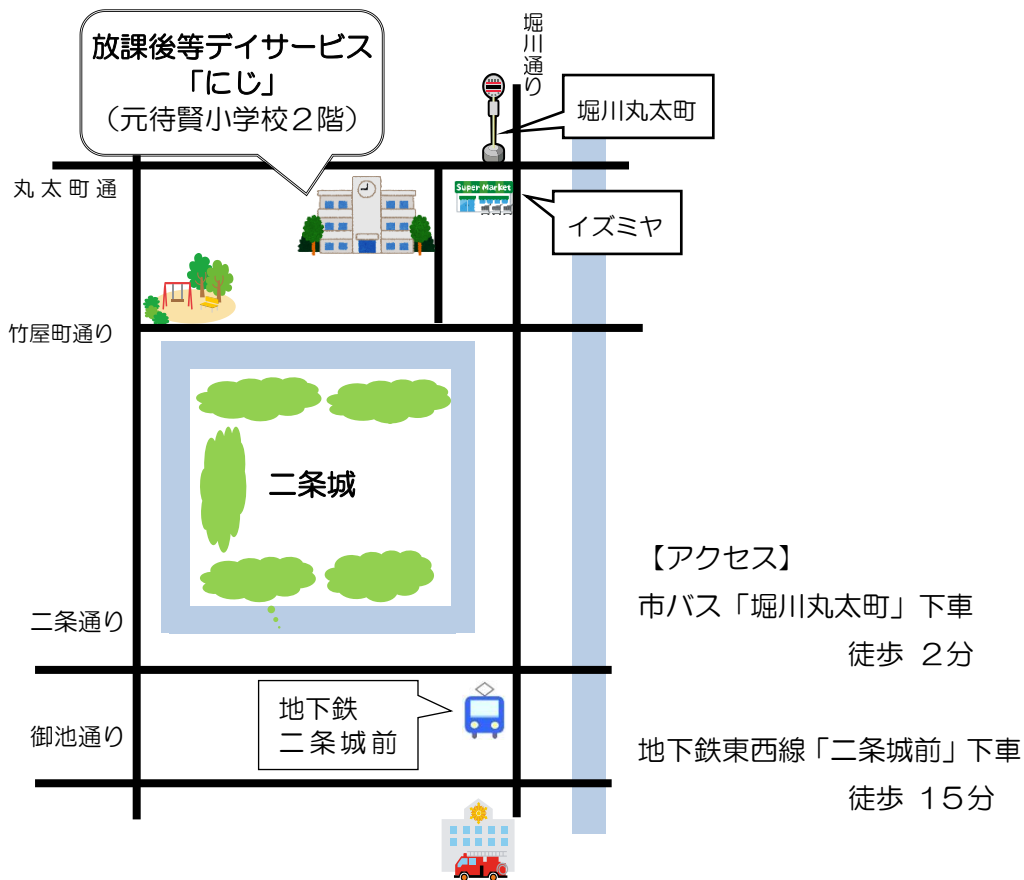 放課後等デイサービス
「にじ」
（元待賢小学校２階）
堀川通り
堀川丸太町
丸太町通
Super Market
イズミヤ
竹屋町通り
二条城
【アクセス】
市バス「堀川丸太町」下車
徒歩 ２分
二条通り
地下鉄
二条城前
御池通り
地下鉄東西線「二条城前」下車
徒歩 １５分